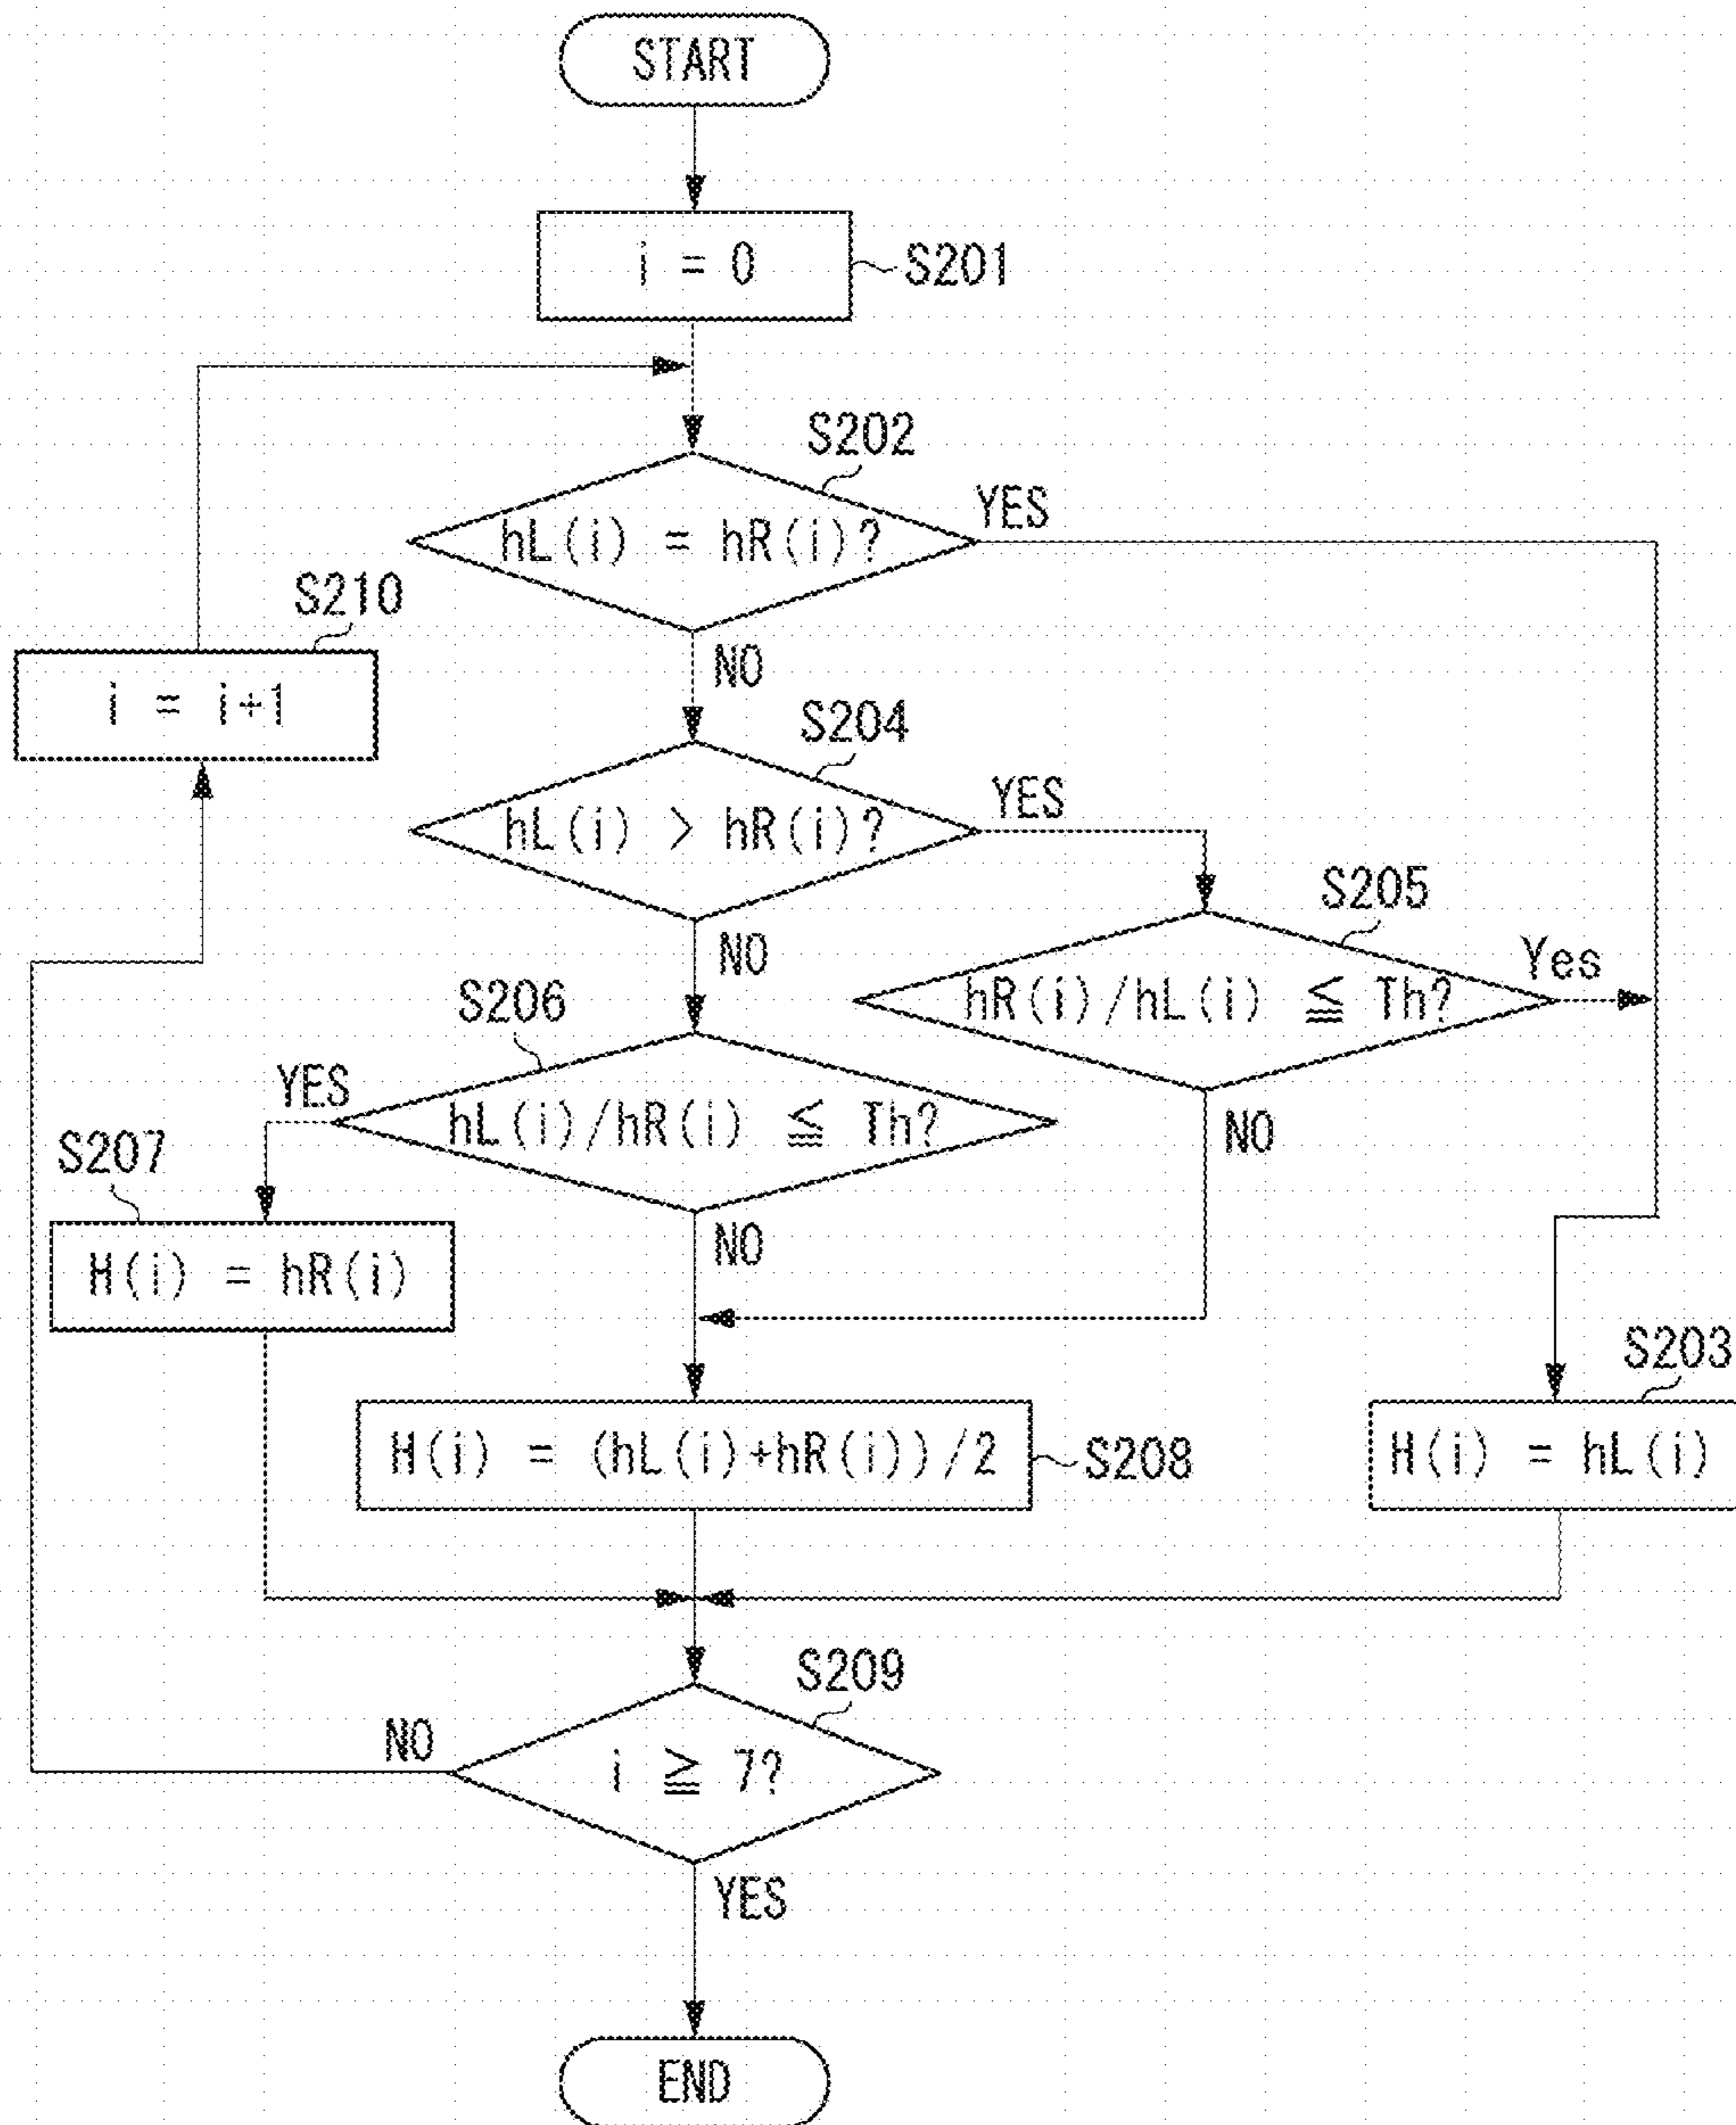 START
i = 0
S201
S202
hL(i) = hR(i)?
YES
NO
S210
i = i+1
S204
hL(i) > hR(i)?
YES
NO
S205
hR(i)/hL(i) ≦ Th?
Yes
NO
S206
hL(i)/hR(i) ≦ Th?
YES
NO
S207
H(i) = hR(i)
S203
H(i) = hL(i)
H(i) = (hL(i)+hR(i))/2
S208
S209
i ≧ 7?
NO
YES
END